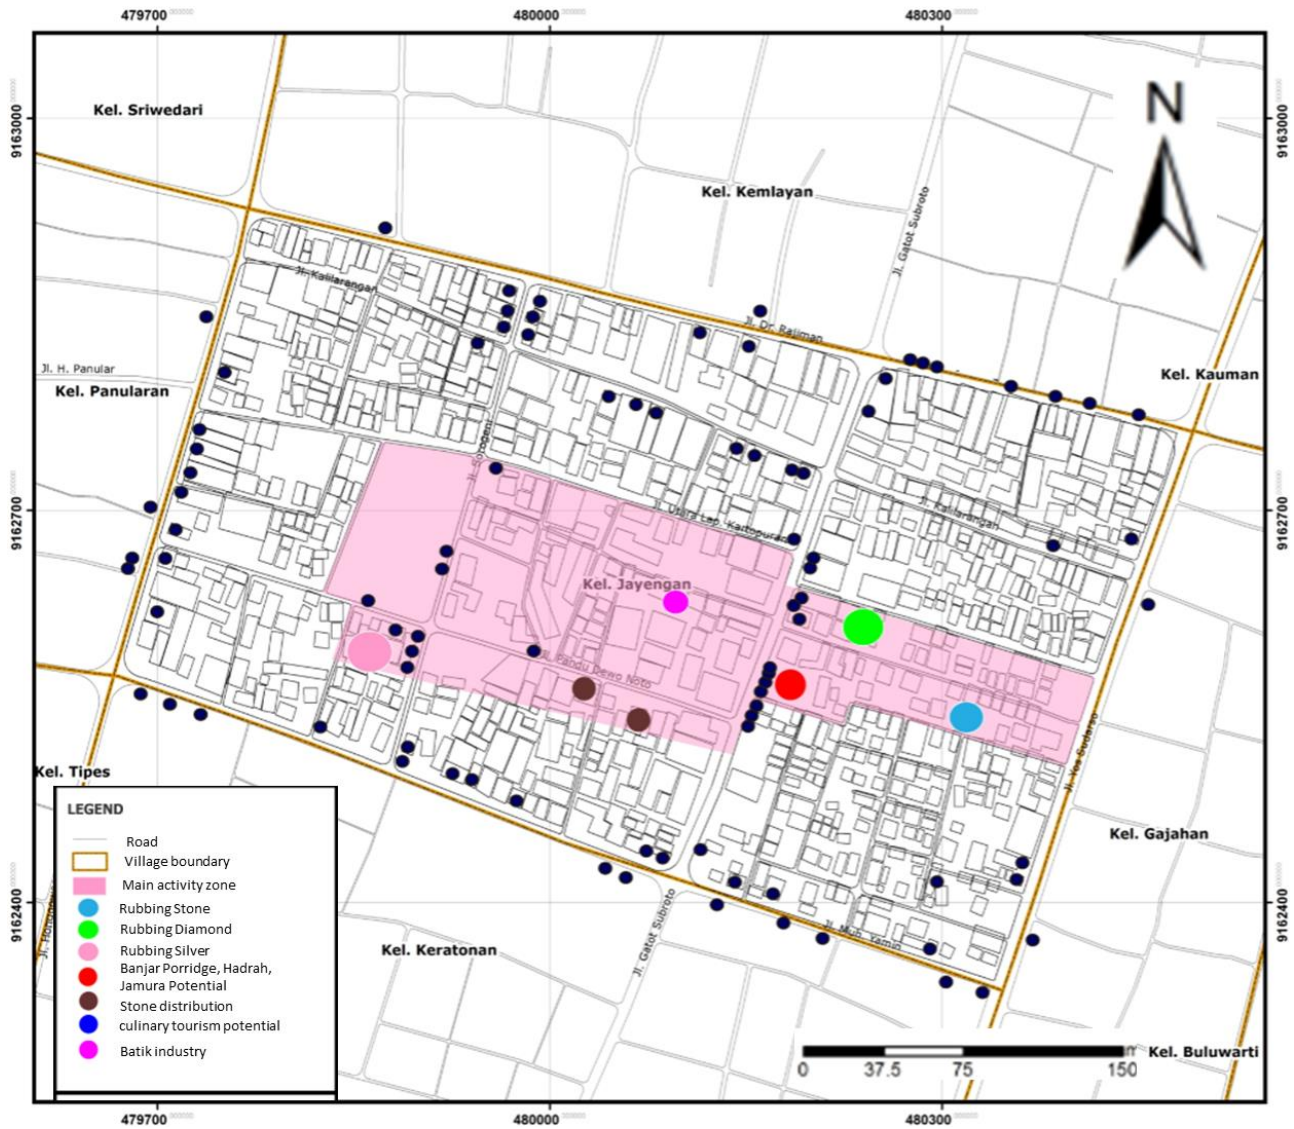 479700
480000
480300
9163000
9163000
N
Kel. Sriwedari
Kel. Kemlayan
Jl. Gatot Subroto
Jl. Kalilarangan
Jl. Dr. Rajiman
Jl. H. Panular
Kel. Panularan
Kel. Kauman
9162700
9162700
Utara Lap. Kartopuran
Jl. Kalilarangan
Kel. Jayengan
Jl. Pandu Dewo Noto
Jl. Yos Sudarso
Kel. Tipes
Kel. Gajahan
LEGEND
Road
Village boundary
Main activity zone
Rubbing Stone
Rubbing Diamond
Rubbing Silver
Banjar Porridge, Hadrah,
Jamura Potential
Stone distribution
culinary tourism potential
Batik industry
9162400
9162400
Jl. Gatot Subroto
Jl. Muh. Yamin
Kel. Keratonan
Kel. Buluwarti
0
37.5
75
150
479700
480000
480300